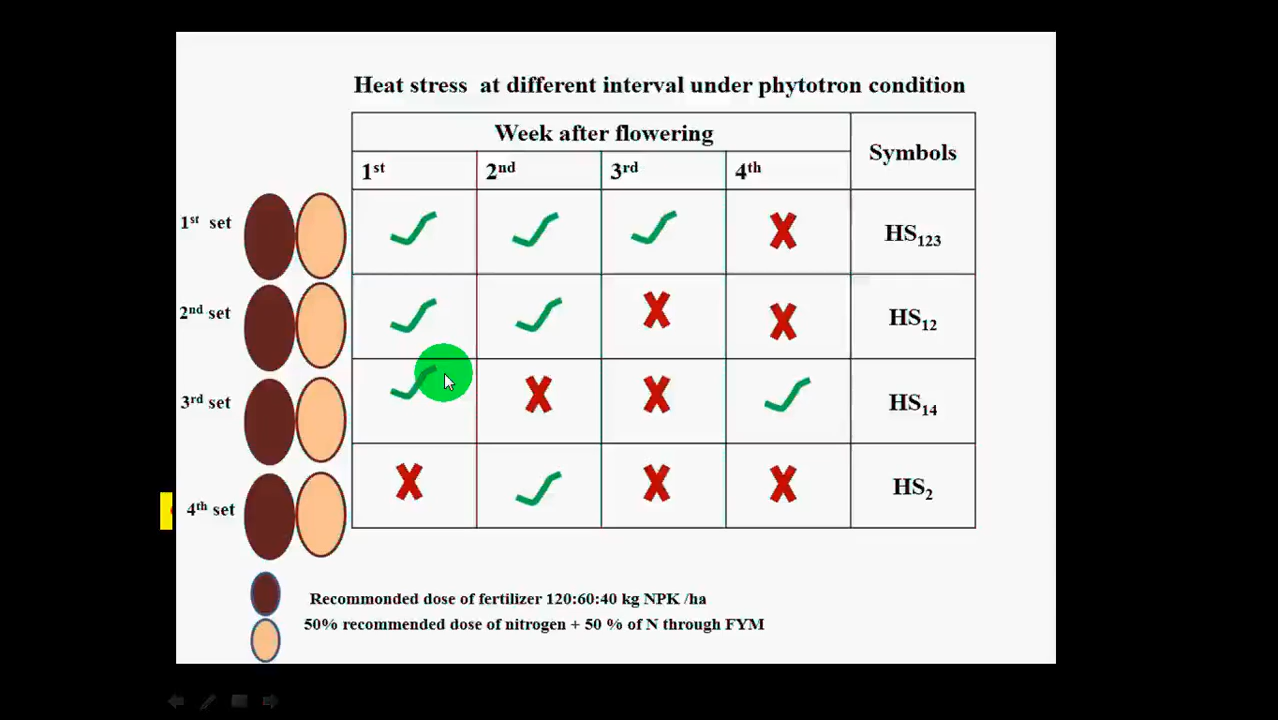 Heat stress at different interval under phytotron condition
Week after flowering
Symbols
1st 2nd 3rd 4th
1st set
HS123
2nd set
HS12
3rd set
HS14
4th set
HS2
Recommonded dose of fertilizer 120:60:40 kg NPK /ha
50% recommended dose of nitrogen + 50 % of N through FYM